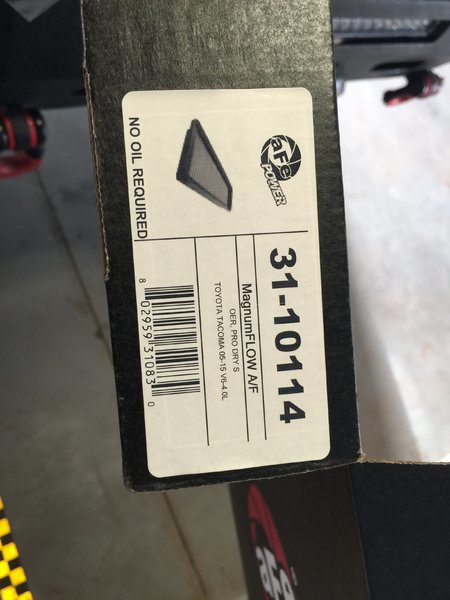 aFe
POWER
31-10114
MagnumFLOW A/F
OER, PRO DRY S
TOYOTA TACOMA 05-15 V6-4.0L
NO OIL REQUIRED
8 02959 31083 0
aFe